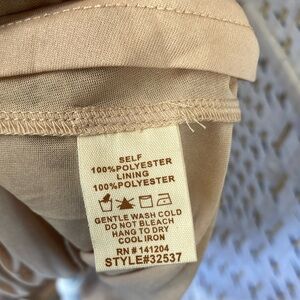 SELF
100%POLYESTER
LINING
100%POLYESTER
GENTLE WASH COLD
DO NOT BLEACH
HANG TO DRY
COOL IRON
RN # 141204
STYLE#32537